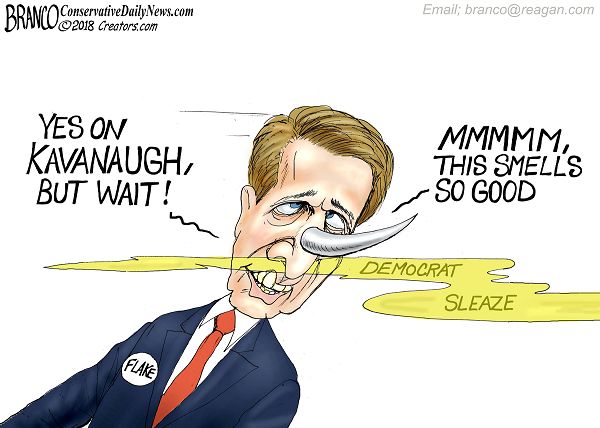 BRANCO ConservativeDailyNews.com
©2018 Creators.com
Email; branco@reagan.com
YES ON
KAVANAUGH,
BUT WAIT!
MMMMM,
THIS SMELLS
SO GOOD
DEMOCRAT
SLEAZE
FLAKE